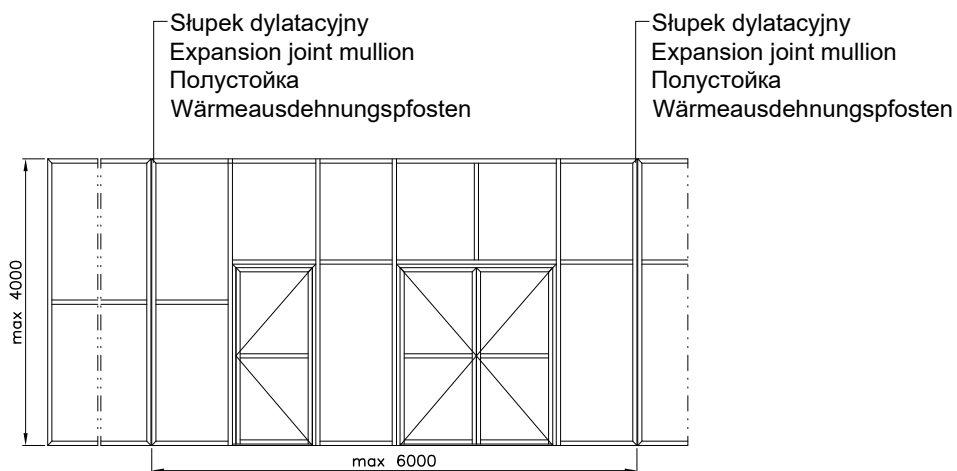 Słupek dylatacyjny
Expansion joint mullion
Полустойка
Wärmeausdehnungspfosten
Słupek dylatacyjny
Expansion joint mullion
Полустойка
Wärmeausdehnungspfosten
max 4000
max 6000